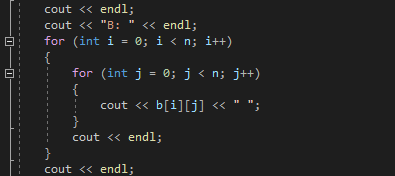 cout << endl;
cout << "B: " << endl;
for (int i = 0; i < n; i++)
{
for (int j = 0; j < n; j++)
{
cout << b[i][j] << " ";
}
cout << endl;
}
cout << endl;